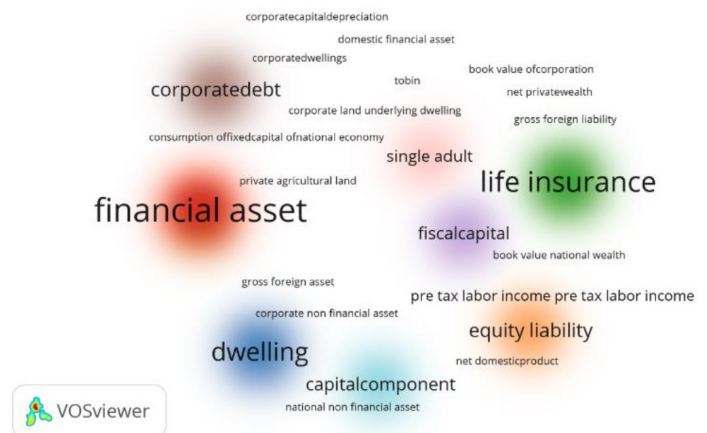 corporatecapitaldepreciation
domestic financial asset
corporatedwellings
book value ofcorporation
tobin
corporatedebt
net privatewealth
corporate land underlying dwelling
gross foreign liability
consumption offixedcapital ofnational economy
single adult
private agricultural land
life insurance
financial asset
fiscalcapital
book value national wealth
gross foreign asset
pre tax labor income pre tax labor income
corporate non financial asset
equity liability
dwelling
net domesticproduct
capitalcomponent
national non financial asset
VOSviewer